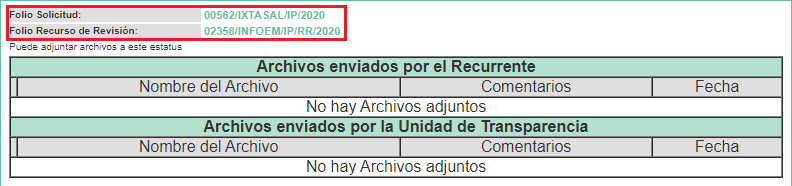 Folio Solicitud: 00562/IXTASAL/IP/2020
Folio Recurso de Revisión: 02358/INFOEM/IP/RR/2020
Puede adjuntar archivos a este estatus
Archivos enviados por el Recurrente
Nombre del Archivo Comentarios Fecha
No hay Archivos adjuntos
Archivos enviados por la Unidad de Transparencia
Nombre del Archivo Comentarios Fecha
No hay Archivos adjuntos